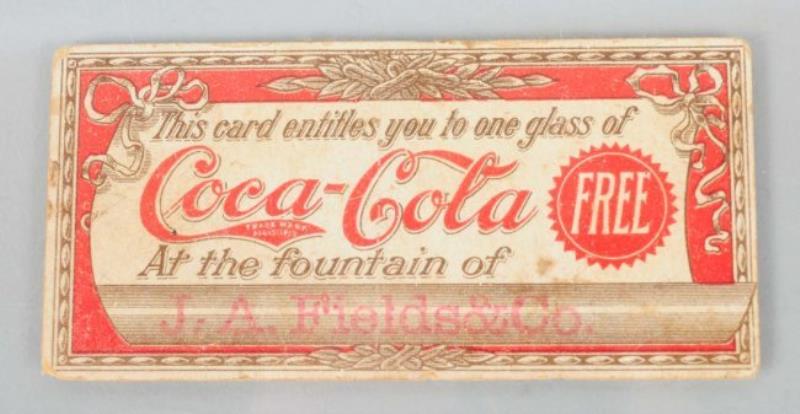 This card entitles you to one glass of
Coca-Cola
TRADE MARK
REGISTERED
FREE
At the fountain of
J. A. Fields&Co.